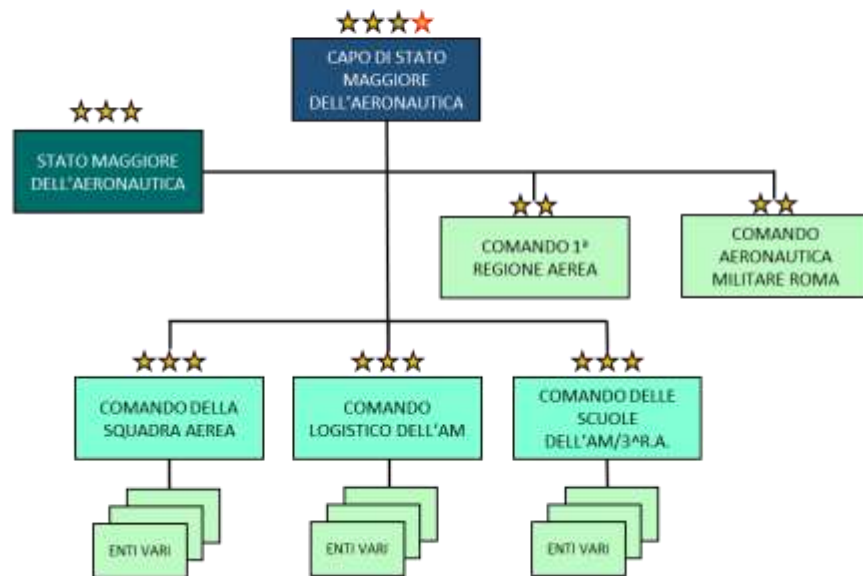 CAPO DI STATO
MAGGIORE
DELL'AERONAUTICA
STATO MAGGIORE
DELL'AERONAUTICA
COMANDO 1ª
REGIONE AEREA
COMANDO
AERONAUTICA
MILITARE ROMA
COMANDO DELLA
SQUADRA AEREA
COMANDO
LOGISTICO DELL'AM
COMANDO DELLE
SCUOLE
DELL'AM/3^R.A.
ENTI VARI
ENTI VARI
ENTI VARI